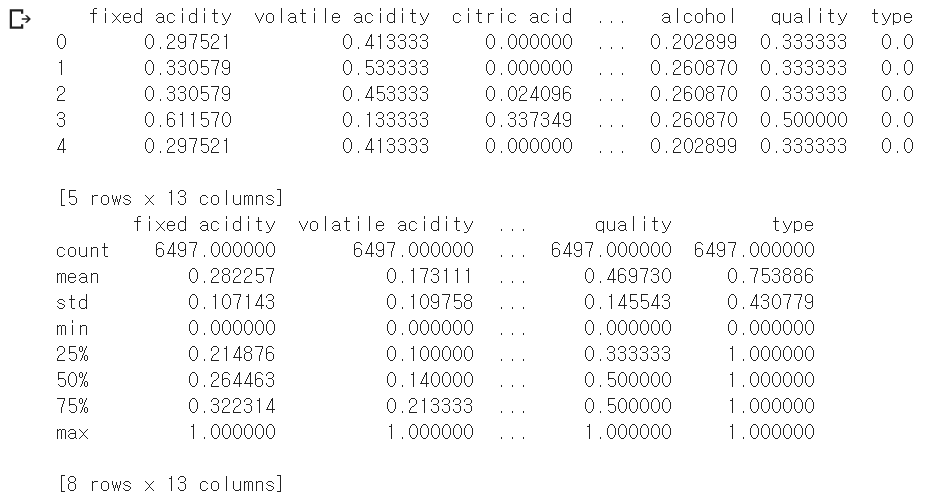 fixed acidity  volatile acidity  citric acid  ...   alcohol   quality  type
0       0.297521          0.413333     0.000000  ...  0.202899  0.333333   0.0
1       0.330579          0.533333     0.000000  ...  0.260870  0.333333   0.0
2       0.330579          0.453333     0.024096  ...  0.260870  0.333333   0.0
3       0.611570          0.133333     0.337349  ...  0.260870  0.500000   0.0
4       0.297521          0.413333     0.000000  ...  0.202899  0.333333   0.0
[5 rows x 13 columns]
fixed acidity  volatile acidity  ...      quality         type
count    6497.000000       6497.000000  ...  6497.000000  6497.000000
mean        0.282257          0.173111  ...     0.469730     0.753886
std         0.107143          0.109758  ...     0.145543     0.430779
min         0.000000          0.000000  ...     0.000000     0.000000
25%         0.214876          0.100000  ...     0.333333     1.000000
50%         0.264463          0.140000  ...     0.500000     1.000000
75%         0.322314          0.213333  ...     0.500000     1.000000
max         1.000000          1.000000  ...     1.000000     1.000000
[8 rows x 13 columns]